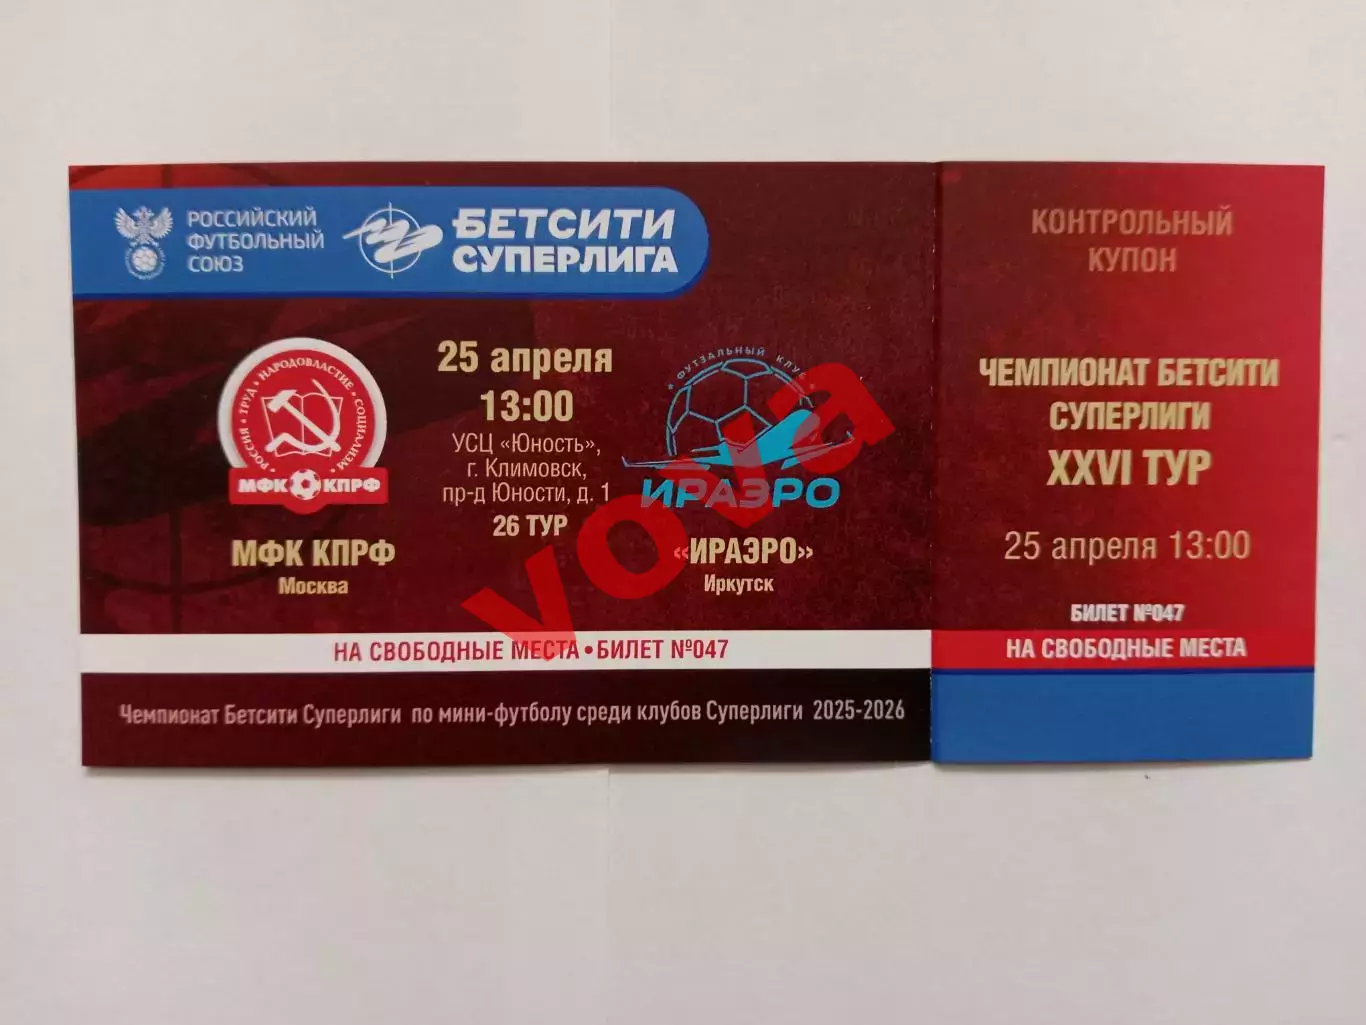 РОССИЙСКИЙ
ФУТБОЛЬНЫЙ
СОЮЗ
БЕТСИТИ
СУПЕРЛИГА
РОССИЯ • ТРУД • НАРОДОВЛАСТИЕ • СОЦИАЛИЗМ
МФК КПРФ
МФК КПРФ
Москва
25 апреля
13:00
УСЦ «Юность»,
г. Климовск,
пр-д Юности, д. 1
26 ТУР
ФУТЗАЛЬНЫЙ КЛУБ
ИРАЭРО
«ИРАЭРО»
Иркутск
vova
НА СВОБОДНЫЕ МЕСТА • БИЛЕТ №047
Чемпионат Бетсити Суперлиги по мини-футболу среди клубов Суперлиги 2025-2026
КОНТРОЛЬНЫЙ
КУПОН
ЧЕМПИОНАТ БЕТСИТИ
СУПЕРЛИГИ
XXVI ТУР
25 апреля 13:00
БИЛЕТ №047
НА СВОБОДНЫЕ МЕСТА